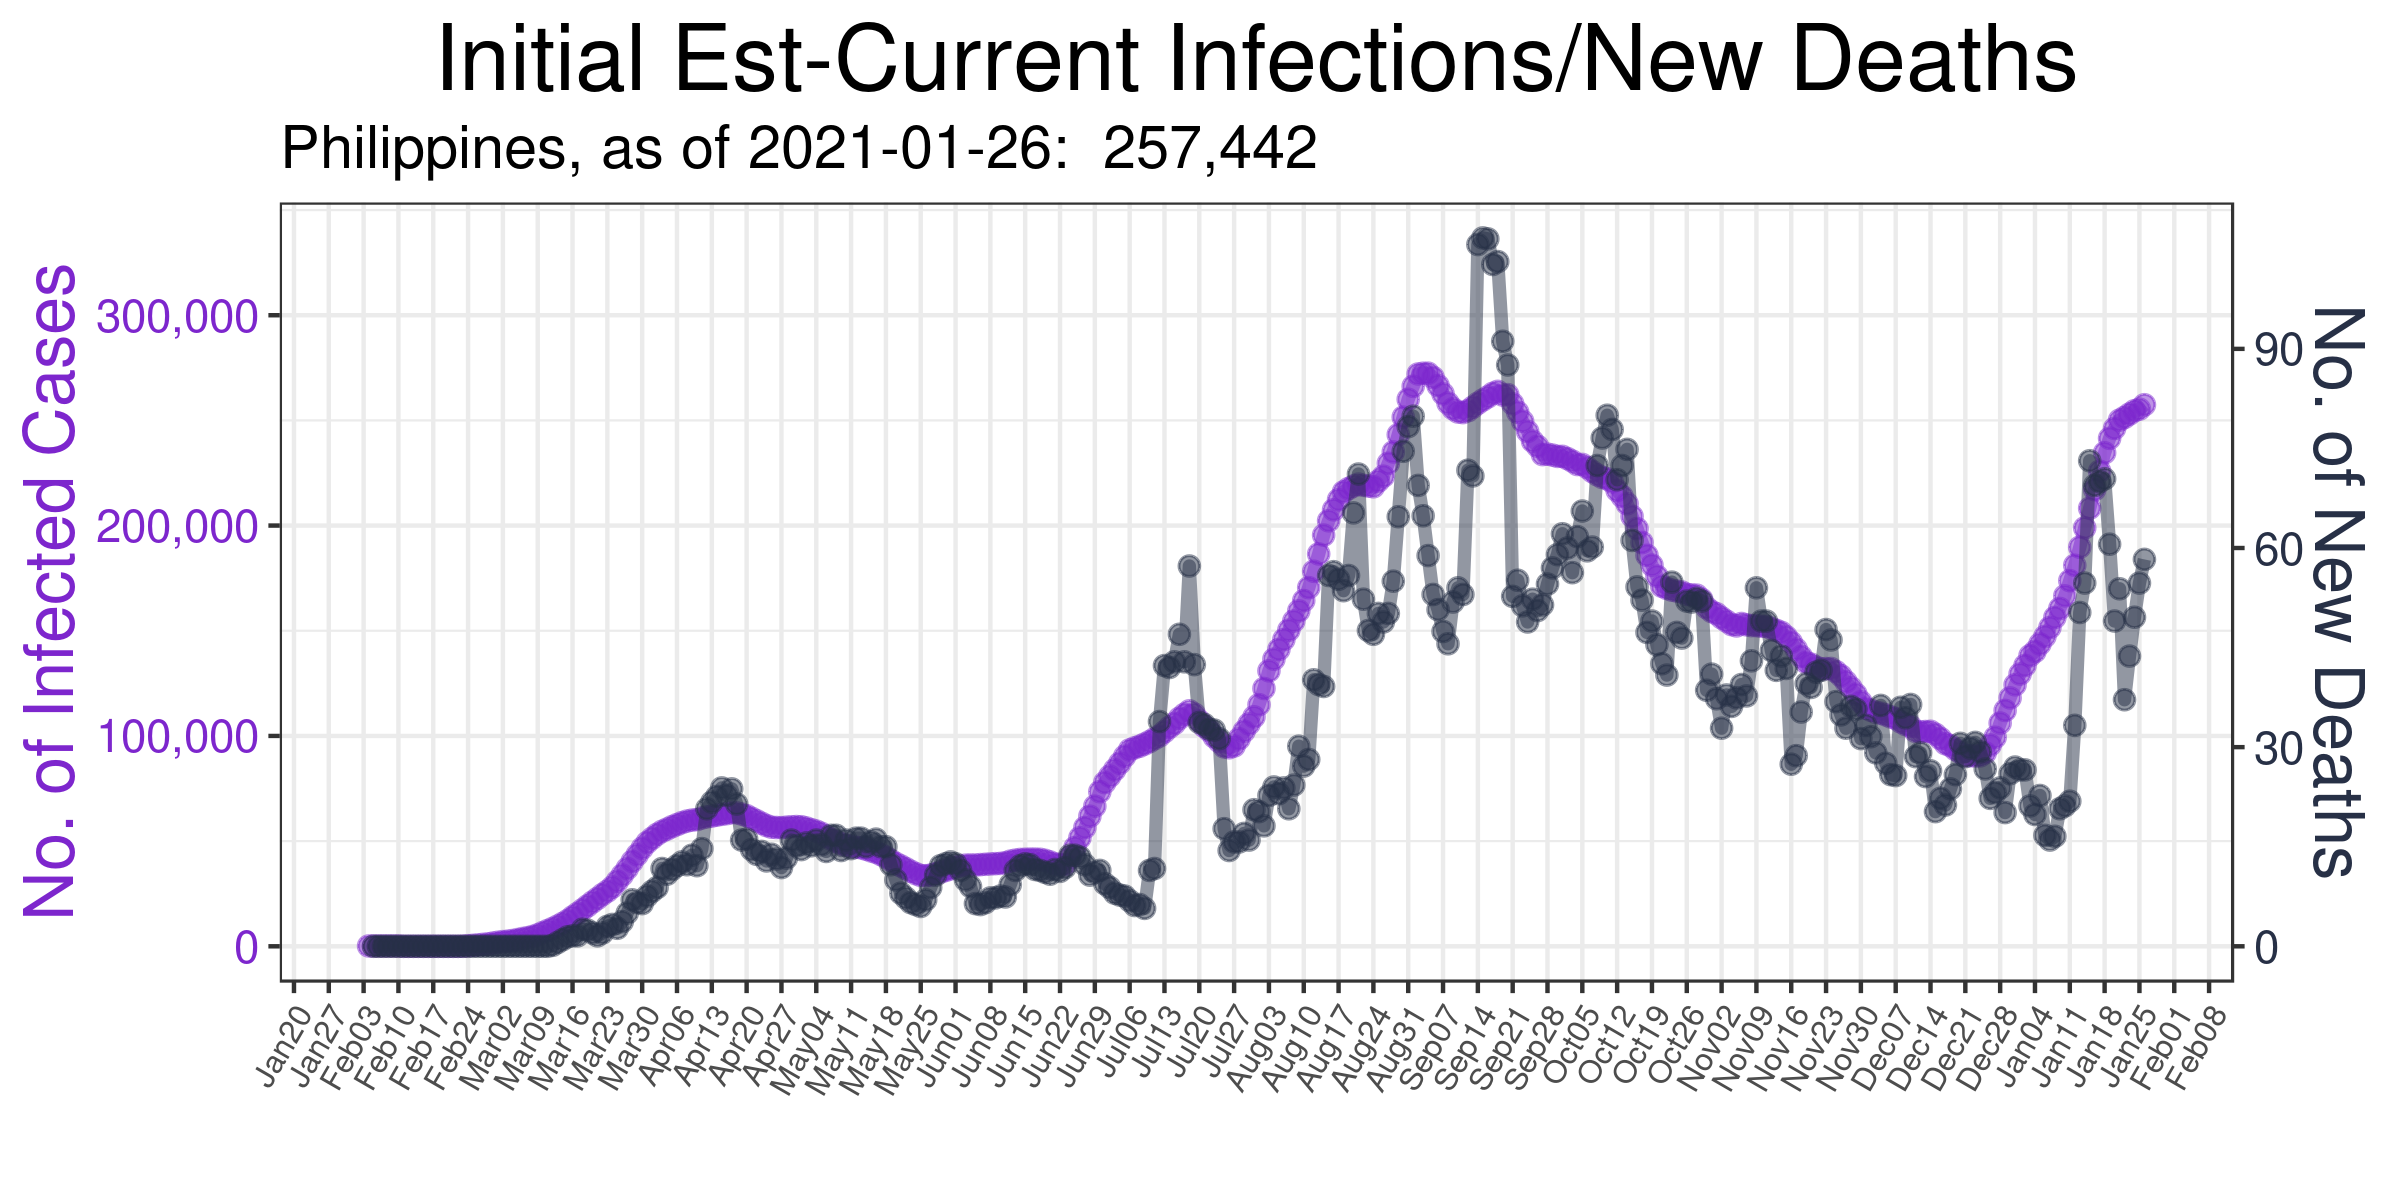 Initial Est-Current Infections/New Deaths
Philippines, as of 2021-01-26:  257,442
No. of Infected Cases
300,000
200,000
100,000
0
90
60
30
0
No. of New Deaths
Jan20 Jan27 Feb03 Feb10 Feb17 Feb24 Mar02 Mar09 Mar16 Mar23 Mar30 Apr06 Apr13 Apr20 Apr27 May04 May11 May18 May25 Jun01 Jun08 Jun15 Jun22 Jun29 Jul06 Jul13 Jul20 Jul27 Aug03 Aug10 Aug17 Aug24 Aug31 Sep07 Sep14 Sep21 Sep28 Oct05 Oct12 Oct19 Oct26 Nov02 Nov09 Nov16 Nov23 Nov30 Dec07 Dec14 Dec21 Dec28 Jan04 Jan11 Jan18 Jan25 Feb01 Feb08